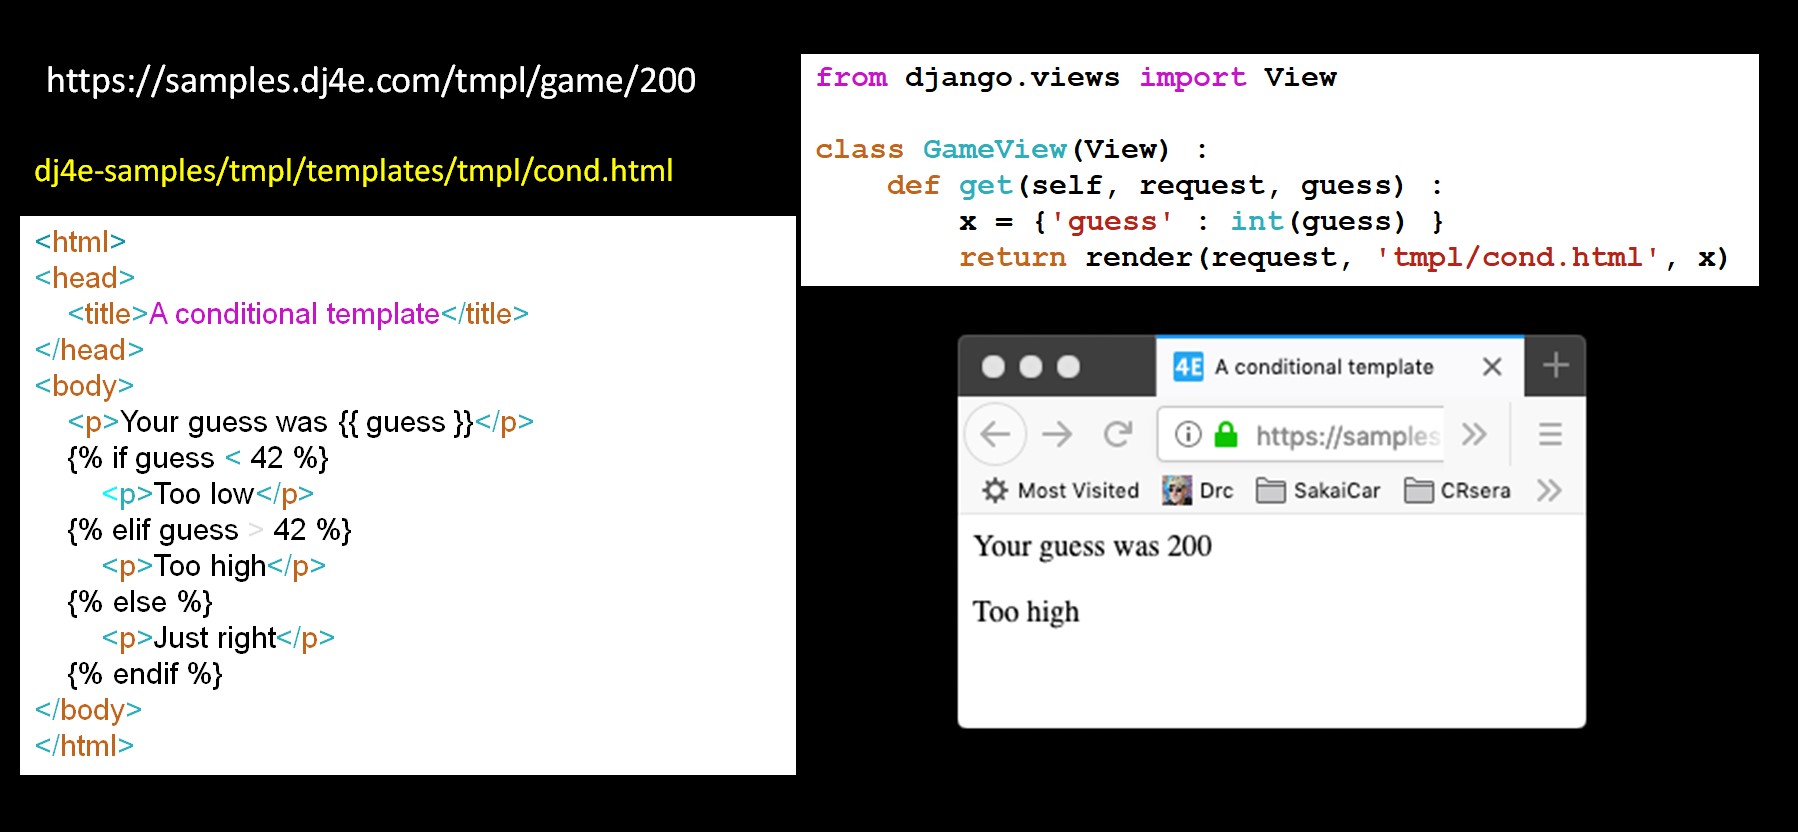 https://samples.dj4e.com/tmpl/game/200
dj4e-samples/tmpl/templates/tmpl/cond.html
<html>
<head>
<title>A conditional template</title>
</head>
<body>
<p>Your guess was {{ guess }}</p>
{% if guess < 42 %}
<p>Too low</p>
{% elif guess > 42 %}
<p>Too high</p>
{% else %}
<p>Just right</p>
{% endif %}
</body>
</html>
from django.views import View
class GameView(View) :
def get(self, request, guess) :
x = {'guess' : int(guess) }
return render(request, 'tmpl/cond.html', x)
4E A conditional template
https://samples
Most Visited Drc SakaiCar CRsera
Your guess was 200
Too high